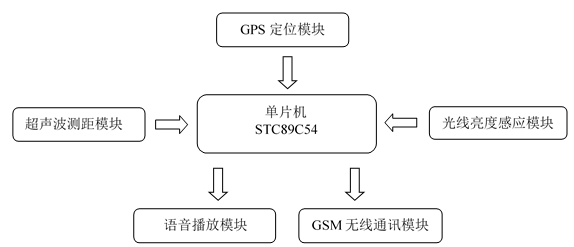 GPS 定位模块
单片机
STC89C54
超声波测距模块
光线亮度感应模块
语音播放模块
GSM 无线通讯模块